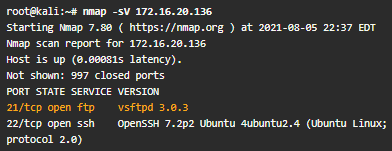 root@kali:~# nmap -sV 172.16.20.136
Starting Nmap 7.80 ( https://nmap.org ) at 2021-08-05 22:37 EDT
Nmap scan report for 172.16.20.136
Host is up (0.00081s latency).
Not shown: 997 closed ports
PORT STATE SERVICE VERSION
21/tcp open ftp vsftpd 3.0.3
22/tcp open ssh OpenSSH 7.2p2 Ubuntu 4ubuntu2.4 (Ubuntu Linux;
protocol 2.0)